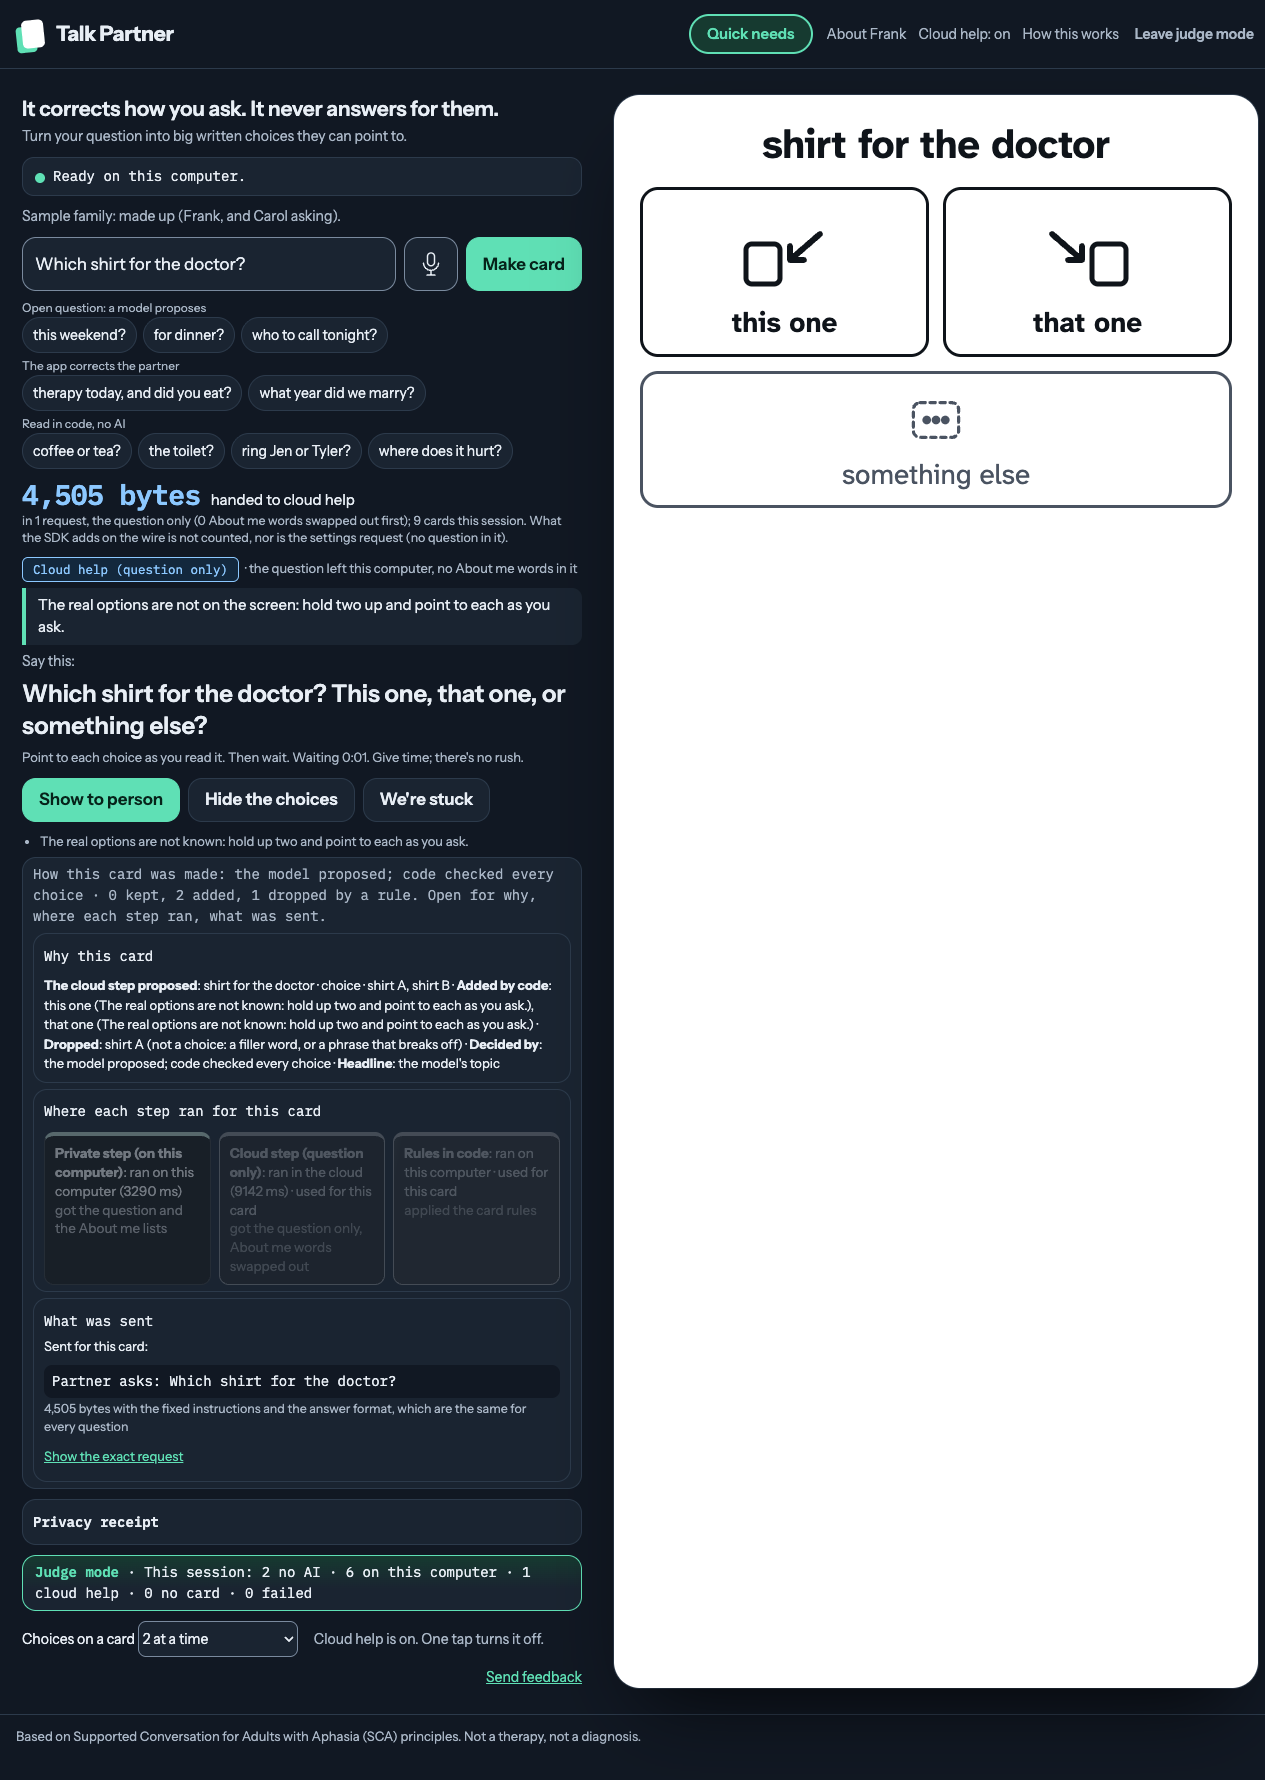 Talk Partner
Quick needs
About Frank
Cloud help: on
How this works
Leave judge mode
It corrects how you ask. It never answers for them.
Turn your question into big written choices they can point to.
Ready on this computer.
Sample family: made up (Frank, and Carol asking).
Which shirt for the doctor?
Make card
Open question: a model proposes
this weekend?
for dinner?
who to call tonight?
The app corrects the partner
therapy today, and did you eat?
what year did we marry?
Read in code, no AI
coffee or tea?
the toilet?
ring Jen or Tyler?
where does it hurt?
4,505 bytes handed to cloud help
in 1 request, the question only (0 About me words swapped out first); 9 cards this session. What
the SDK adds on the wire is not counted, nor is the settings request (no question in it).
Cloud help (question only) · the question left this computer, no About me words in it
The real options are not on the screen: hold two up and point to each as you
ask.
Say this:
Which shirt for the doctor? This one, that one, or
something else?
Point to each choice as you read it. Then wait. Waiting 0:01. Give time; there's no rush.
Show to person
Hide the choices
We're stuck
• The real options are not known: hold up two and point to each as you ask.
How this card was made: the model proposed; code checked every
choice · 0 kept, 2 added, 1 dropped by a rule. Open for why,
where each step ran, what was sent.
Why this card
The cloud step proposed: shirt for the doctor · choice · shirt A, shirt B · Added by code:
this one (The real options are not known: hold up two and point to each as you ask.),
that one (The real options are not known: hold up two and point to each as you ask.) ·
Dropped: shirt A (not a choice: a filler word, or a phrase that breaks off) · Decided by:
the model proposed; code checked every choice · Headline: the model's topic
Where each step ran for this card
Private step (on this
computer): ran on this
computer (3290 ms)
got the question and
the About me lists
Cloud step (question
only): ran in the cloud
(9142 ms) · used for this
card
got the question only,
About me words
swapped out
Rules in code: ran on
this computer · used for
this card
applied the card rules
What was sent
Sent for this card:
Partner asks: Which shirt for the doctor?
4,505 bytes with the fixed instructions and the answer format, which are the same for
every question
Show the exact request
Privacy receipt
Judge mode · This session: 2 no AI · 6 on this computer · 1
cloud help · 0 no card · 0 failed
Choices on a card
2 at a time
Cloud help is on. One tap turns it off.
Send feedback
shirt for the doctor
this one
that one
something else
Based on Supported Conversation for Adults with Aphasia (SCA) principles. Not a therapy, not a diagnosis.